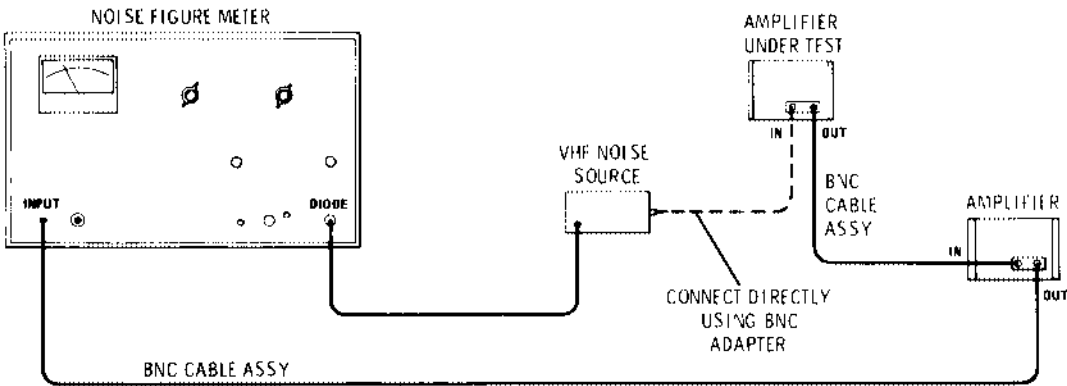 NOISE FIGURE METER
INPUT
DIODE
BNC CABLE ASSY
VHF NOISE
SOURCE
CONNECT DIRECTLY
USING BNC
ADAPTER
AMPLIFIER
UNDER TEST
IN
OUT
BNC
CABLE
ASSY
AMPLIFIER
IN
OUT